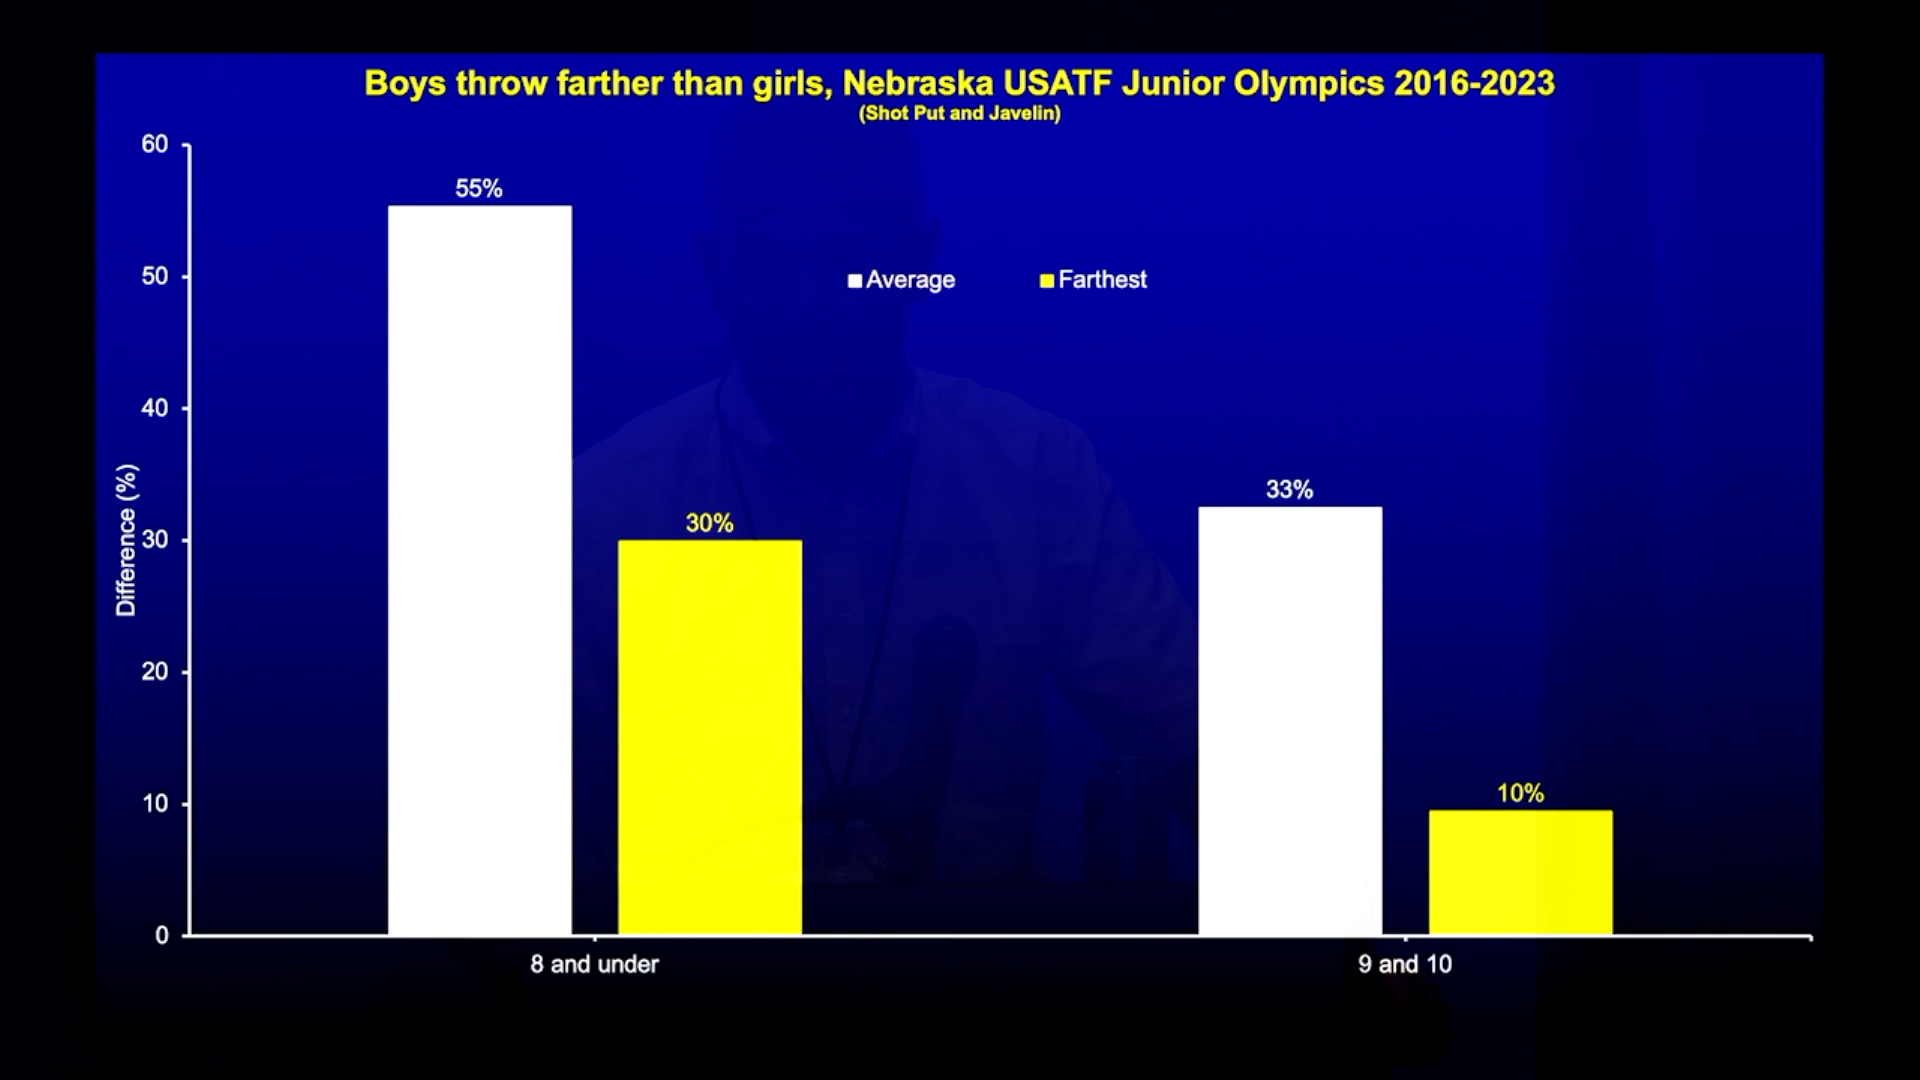 Boys throw farther than girls, Nebraska USATF Junior Olympics 2016-2023
(Shot Put and Javelin)
60
55%
50
Average Farthest
40
Difference (%)
33%
30%
30
20
10%
10
0
8 and under 9 and 10